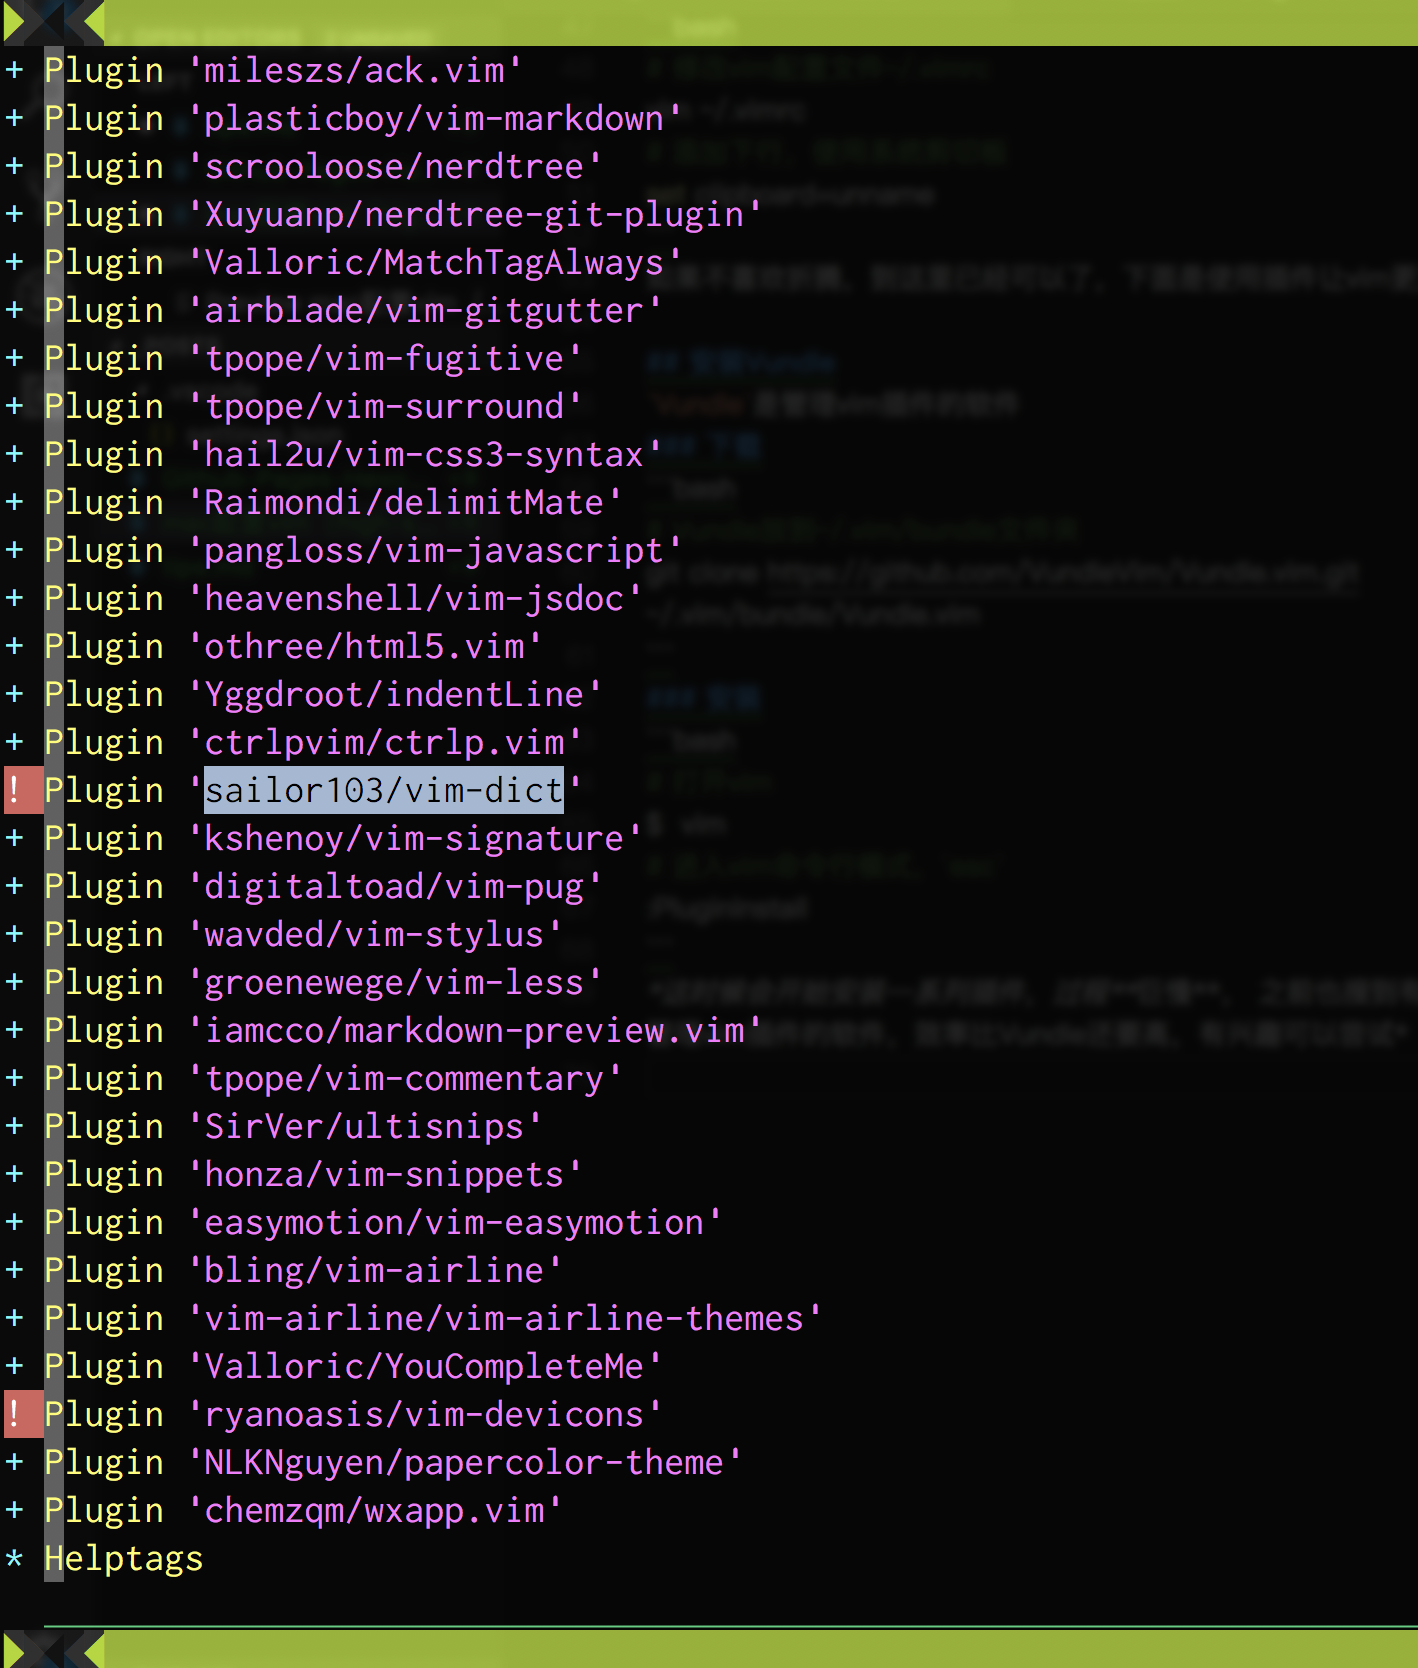 + Plugin 'mileszs/ack.vim'
+ Plugin 'plasticboy/vim-markdown'
+ Plugin 'scrooloose/nerdtree'
+ Plugin 'Xuyuanp/nerdtree-git-plugin'
+ Plugin 'Valloric/MatchTagAlways'
+ Plugin 'airblade/vim-gitgutter'
+ Plugin 'tpope/vim-fugitive'
+ Plugin 'tpope/vim-surround'
+ Plugin 'hail2u/vim-css3-syntax'
+ Plugin 'Raimondi/delimitMate'
+ Plugin 'pangloss/vim-javascript'
+ Plugin 'heavenshell/vim-jsdoc'
+ Plugin 'othree/html5.vim'
+ Plugin 'Yggdroot/indentLine'
+ Plugin 'ctrlpvim/ctrlp.vim'
! Plugin 'sailor103/vim-dict'
+ Plugin 'kshenoy/vim-signature'
+ Plugin 'digitaltoad/vim-pug'
+ Plugin 'wavded/vim-stylus'
+ Plugin 'groenewege/vim-less'
+ Plugin 'iamcco/markdown-preview.vim'
+ Plugin 'tpope/vim-commentary'
+ Plugin 'SirVer/ultisnips'
+ Plugin 'honza/vim-snippets'
+ Plugin 'easymotion/vim-easymotion'
+ Plugin 'bling/vim-airline'
+ Plugin 'vim-airline/vim-airline-themes'
+ Plugin 'Valloric/YouCompleteMe'
! Plugin 'ryanoasis/vim-devicons'
+ Plugin 'NLKNguyen/papercolor-theme'
+ Plugin 'chemzqm/wxapp.vim'
* Helptags